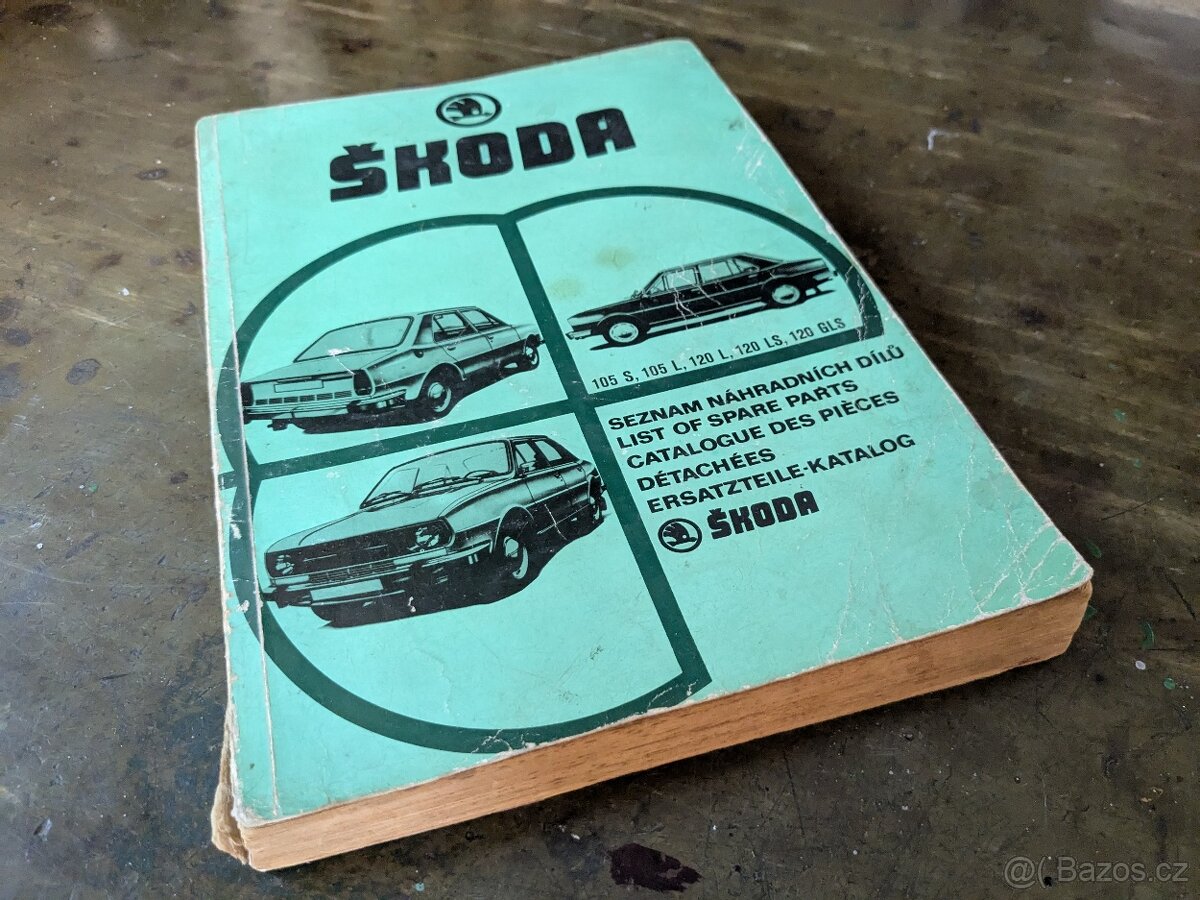 ŠKODA
105 S, 105 L, 120 L, 120 LS, 120 GLS
SEZNAM NÁHRADNÍCH DÍLŮ
LIST OF SPARE PARTS
CATALOGUE DES PIÈCES
DÉTACHÉES
ERSATZTEILE-KATALOG
ŠKODA
@( Bazos.cz